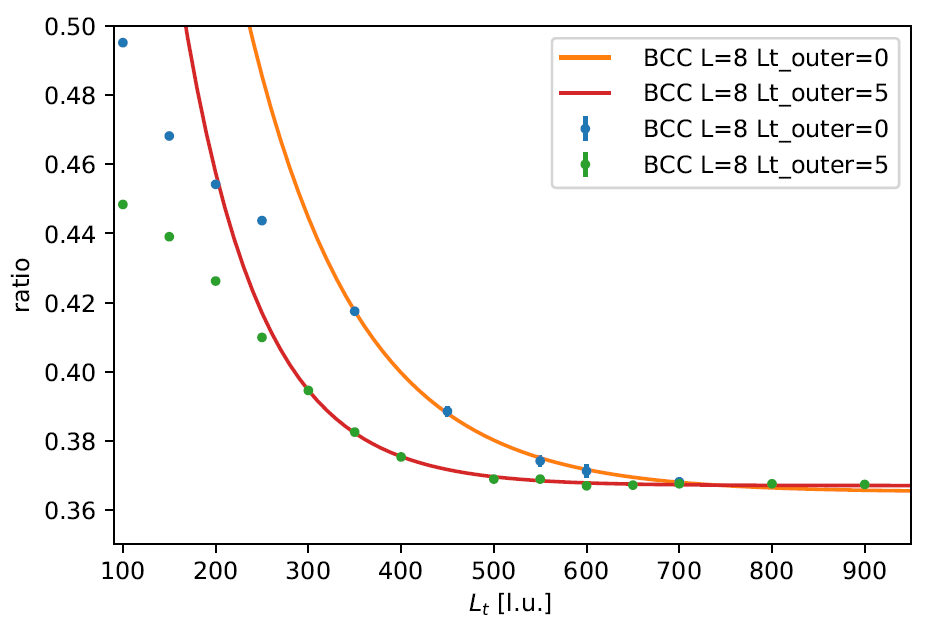 0.50
0.48
0.46
0.44
0.42
0.40
0.38
0.36
ratio
BCC L=8 Lt_outer=0
BCC L=8 Lt_outer=5
BCC L=8 Lt_outer=0
BCC L=8 Lt_outer=5
100 200 300 400 500 600 700 800 900
$L_t$ [l.u.]